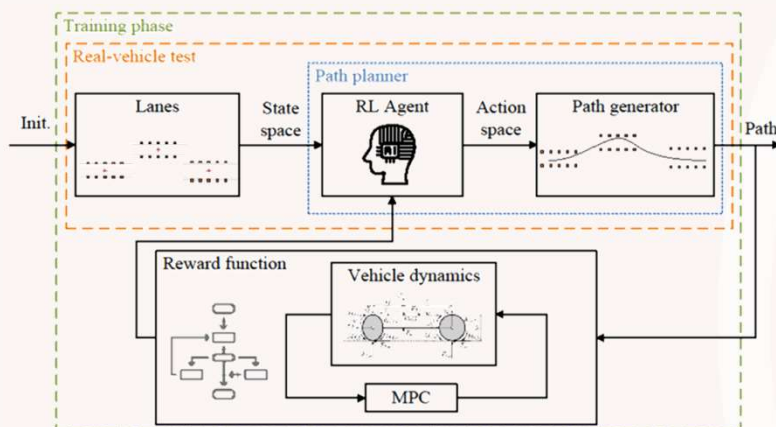 Training phase
Real-vehicle test
Path planner
Init.
Lanes
State
space
RL Agent
AI
Action
space
Path generator
Path
Reward function
Vehicle dynamics
MPC